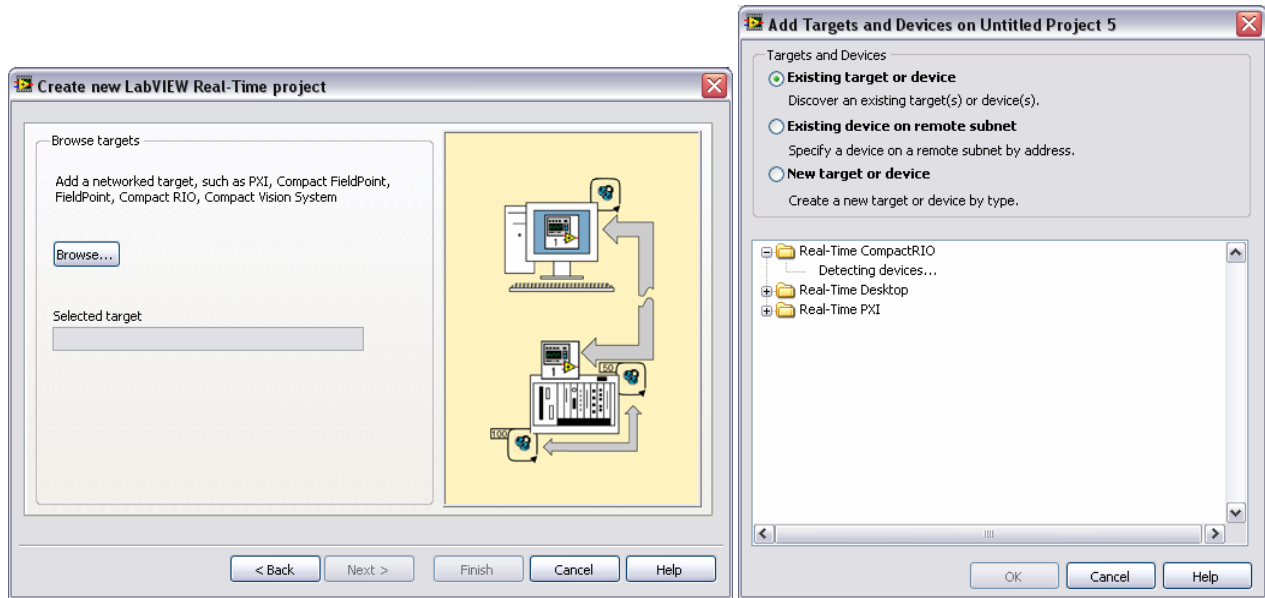 Create new LabVIEW Real-Time project
Browse targets
Add a networked target, such as PXI, Compact FieldPoint,
FieldPoint, Compact RIO, Compact Vision System
Browse...
Selected target
1
1
50
100
< Back
Next >
Finish
Cancel
Help
Add Targets and Devices on Untitled Project 5
Targets and Devices
Existing target or device
Discover an existing target(s) or device(s).
Existing device on remote subnet
Specify a device on a remote subnet by address.
New target or device
Create a new target or device by type.
Real-Time CompactRIO
Detecting devices...
Real-Time Desktop
Real-Time PXI
OK
Cancel
Help